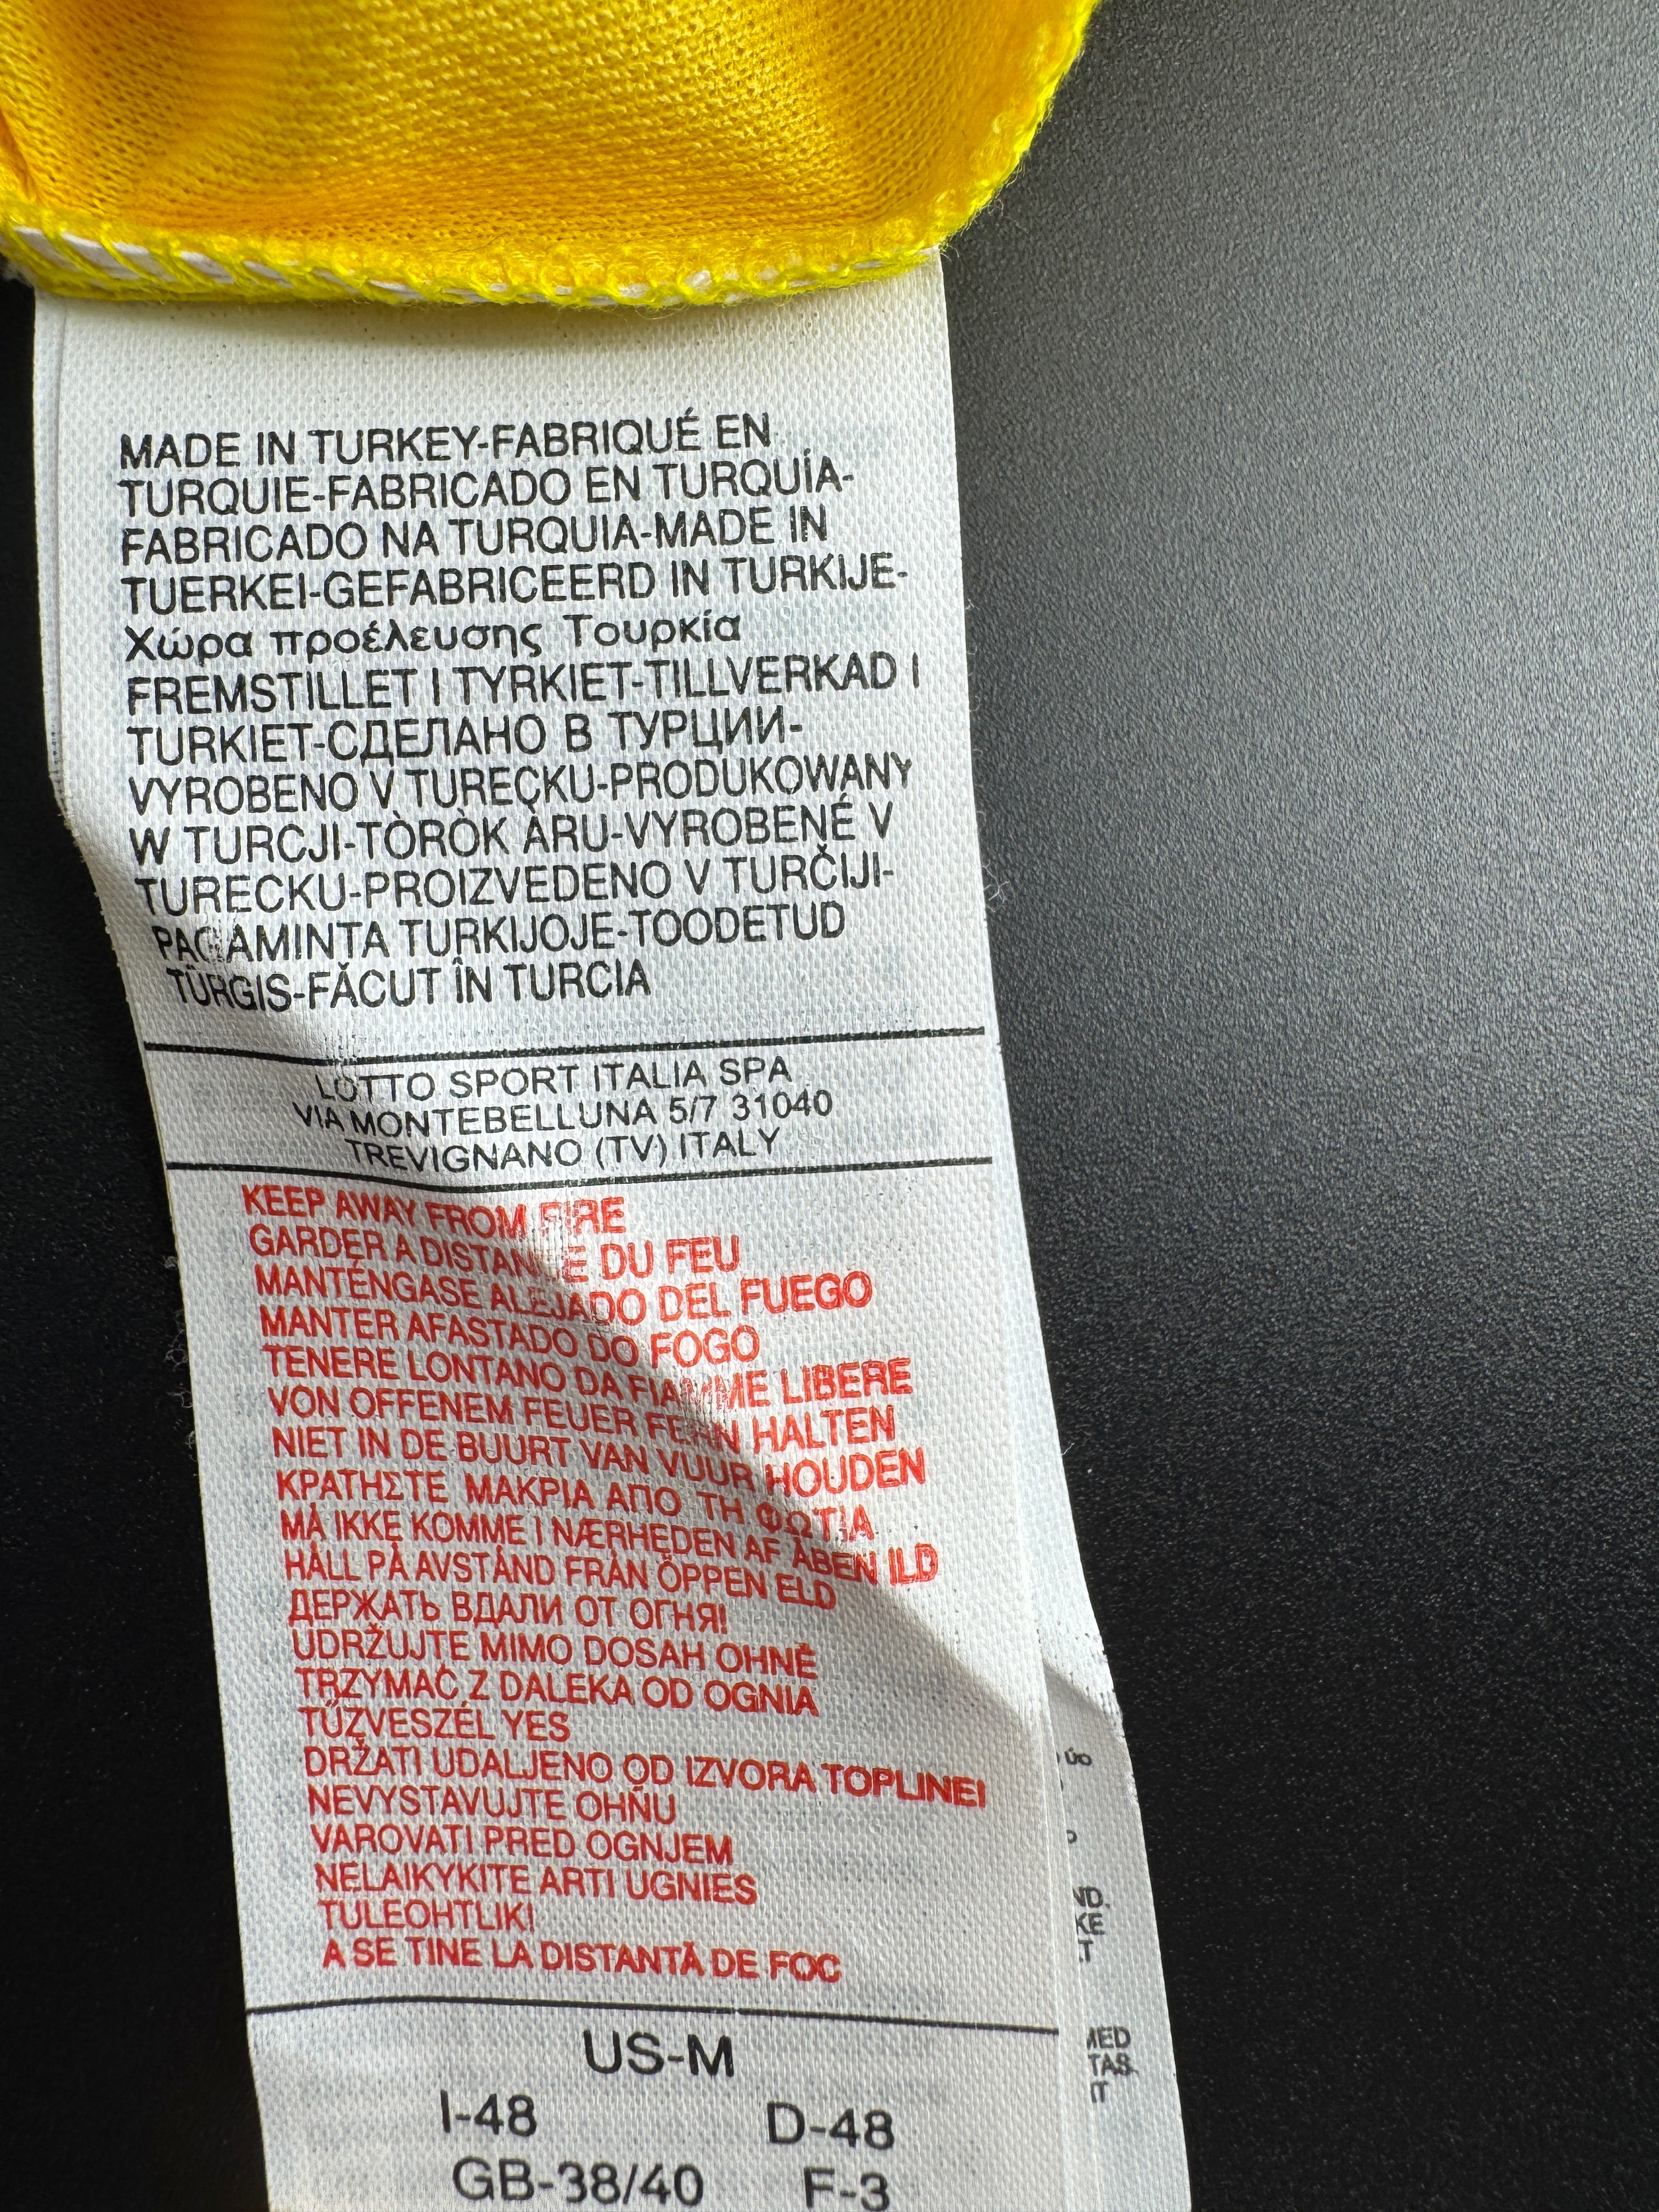 MADE IN TURKEY-FABRIQUÉ EN
TURQUIE-FABRICADO EN TURQUÍA-
FABRICADO NA TURQUIA-MADE IN
TUERKEI-GEFABRICEERD IN TURKIJE-
Χώρα προέλευσης Τουρκία
FREMSTILLET I TYRKIET-TILLVERKAD I
TURKIET-СДЕЛАНО В ТУРЦИИ-
VYROBENO V TURECKU-PRODUKOWANY
W TURCJI-TÒRÒK ÁRU-VYROBENÉ V
TURECKU-PROIZVEDENO V TURČIJI-
PAGAMINTA TURKIJOJE-TOODETUD
TÜRGIS-FĂCUT ÎN TURCIA
LOTTO SPORT ITALIA SPA
VIA MONTEBELLUNA 5/7 31040
TREVIGNANO (TV) ITALY
KEEP AWAY FROM FIRE
GARDER A DISTANCE DU FEU
MANTÉNGASE ALEJADO DEL FUEGO
MANTER AFASTADO DO FOGO
TENERE LONTANO DA FIAMME LIBERE
VON OFFENEM FEUER FERN HALTEN
NIET IN DE BUURT VAN VUUR HOUDEN
ΚΡΑΤΗΣΤΕ ΜΑΚΡΙΑ ΑΠΟ ΤΗ ΦΩΤΙΑ
MÅ IKKE KOMME I NÆRHEDEN AF ÅBEN ILD
HÅLL PÅ AVSTÅND FRÅN ÖPPEN ELD
ДЕРЖАТЬ ВДАЛИ ОТ ОГНЯ!
UDRŽUJTE MIMO DOSAH OHNĚ
TRZYMAĆ Z DALEKA OD OGNIA
TŰZVESZÉLYES
DRŽATI UDALJENO OD IZVORA TOPLINE!
NEVYSTAVUJTE OHŇU
VAROVATI PRED OGNJEM
NELAIKYKITE ARTI UGNIES
TULEOHTLIK!
A SE TINE LA DISTANTĂ DE FOC
US-M
I-48 D-48
GB-38/40 F-3